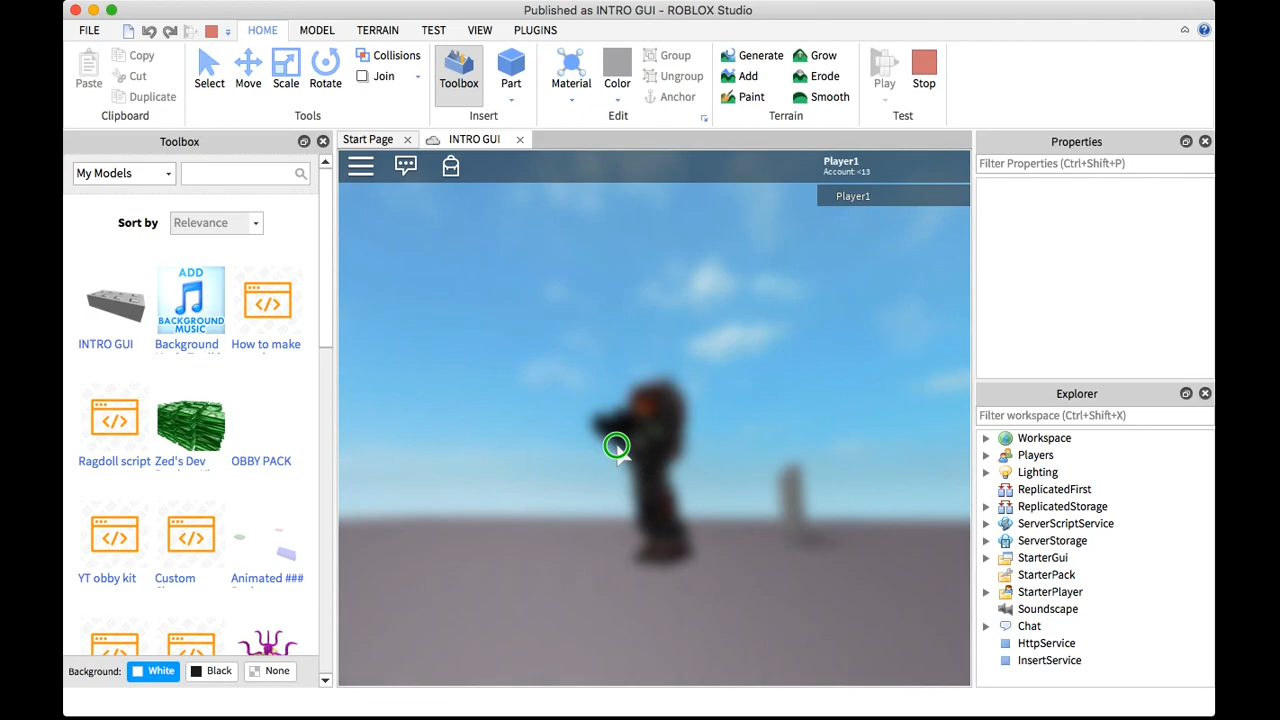 Published as INTRO GUI - ROBLOX Studio
FILE HOME MODEL TERRAIN TEST VIEW PLUGINS
Paste Copy Cut Duplicate Clipboard
Select Move Scale Rotate Collisions Join Tools
Toolbox Part Insert
Material Color Group Ungroup Anchor Edit
Generate Grow Add Erode Paint Smooth Terrain
Play Stop Test
Toolbox
My Models
Sort by Relevance
ADD
BACKGROUND
MUSIC
INTRO GUI Background How to make
Ragdoll script Zed's Dev OBBY PACK
YT obby kit Custom Animated ###
Background: White Black None
Start Page INTRO GUI
Player1
Account: <13
Player1
Properties
Filter Properties (Ctrl+Shift+P)
Explorer
Filter workspace (Ctrl+Shift+X)
Workspace
Players
Lighting
ReplicatedFirst
ReplicatedStorage
ServerScriptService
ServerStorage
StarterGui
StarterPack
StarterPlayer
Soundscape
Chat
HttpService
InsertService